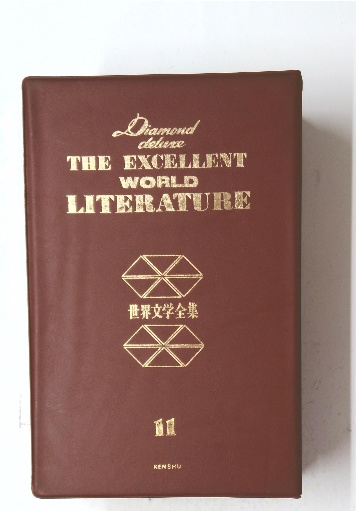 Diamond
deluxe
THE EXCELLENT
WORLD
LITERATURE
世界文学全集
11
KENSHU